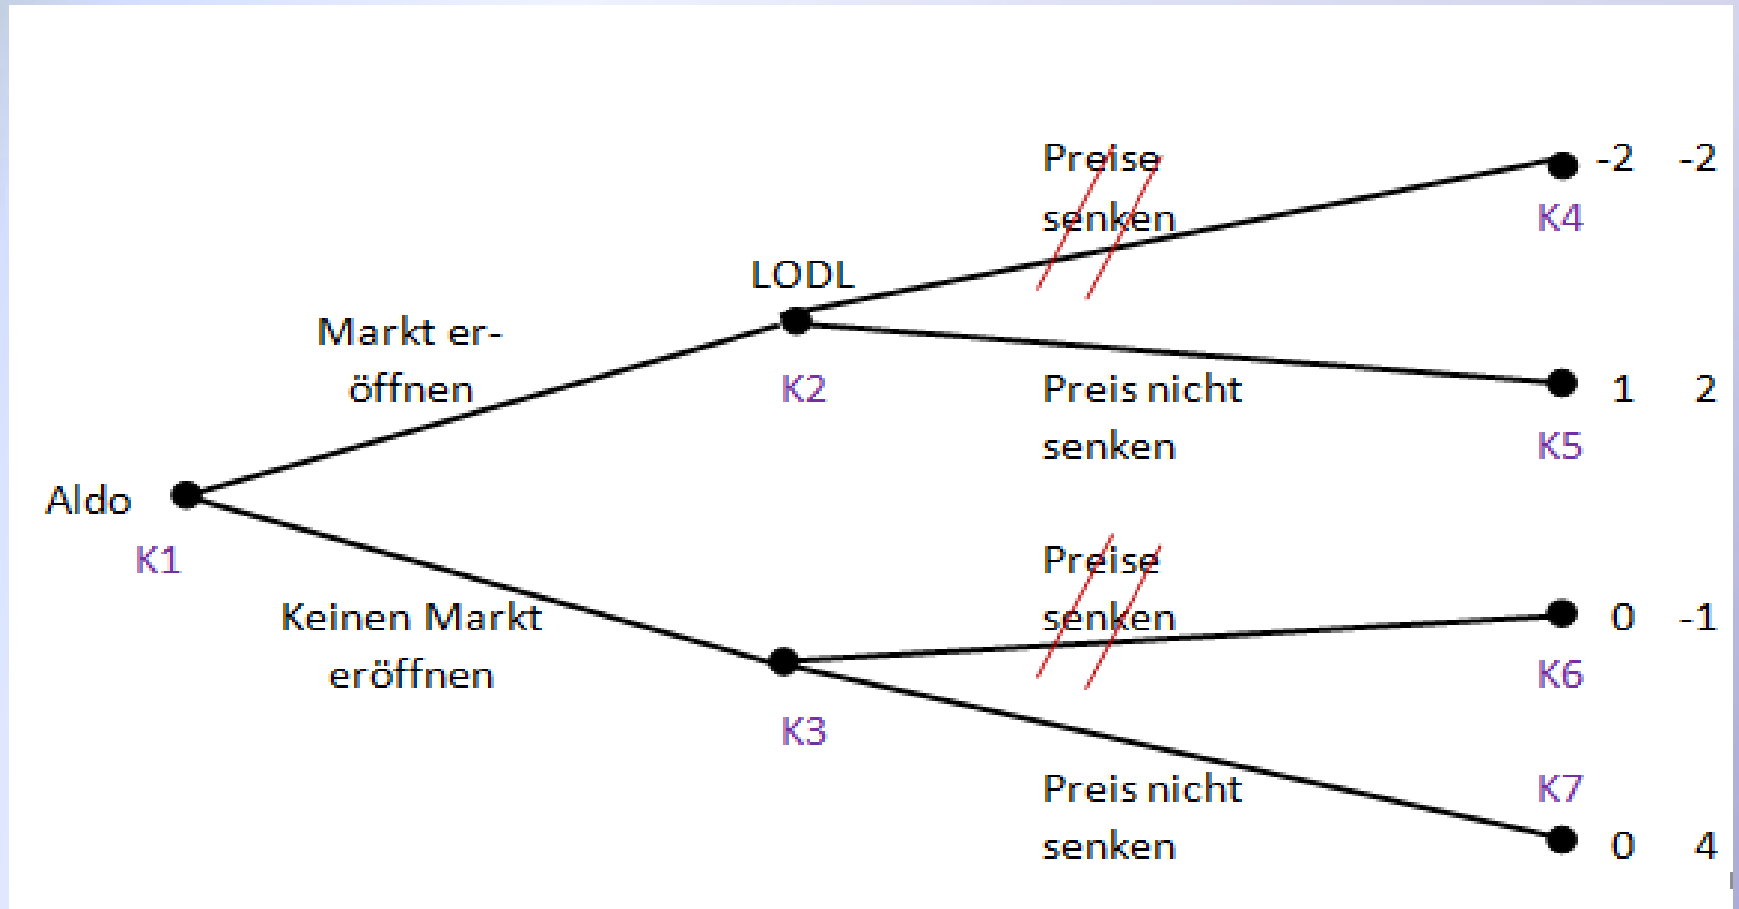 Preise
senken
-2 -2
K4
LODL
Markt er-
öffnen
K2
Preis nicht
senken
1 2
K5
Aldo
K1
Preise
senken
0 -1
K6
Keinen Markt
eröffnen
K3
Preis nicht
senken
K7
0 4